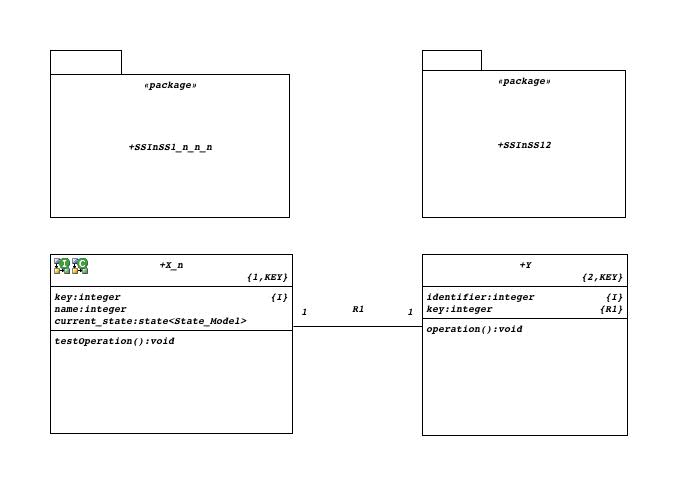 «package»
+SSInSS1_n_n_n
«package»
+SSInSS12
I C
+X_n
{1,KEY}
key:integer {I}
name:integer
current_state:state<State_Model>
testOperation():void
1 R1 1
+Y
{2,KEY}
identifier:integer {I}
key:integer {R1}
operation():void